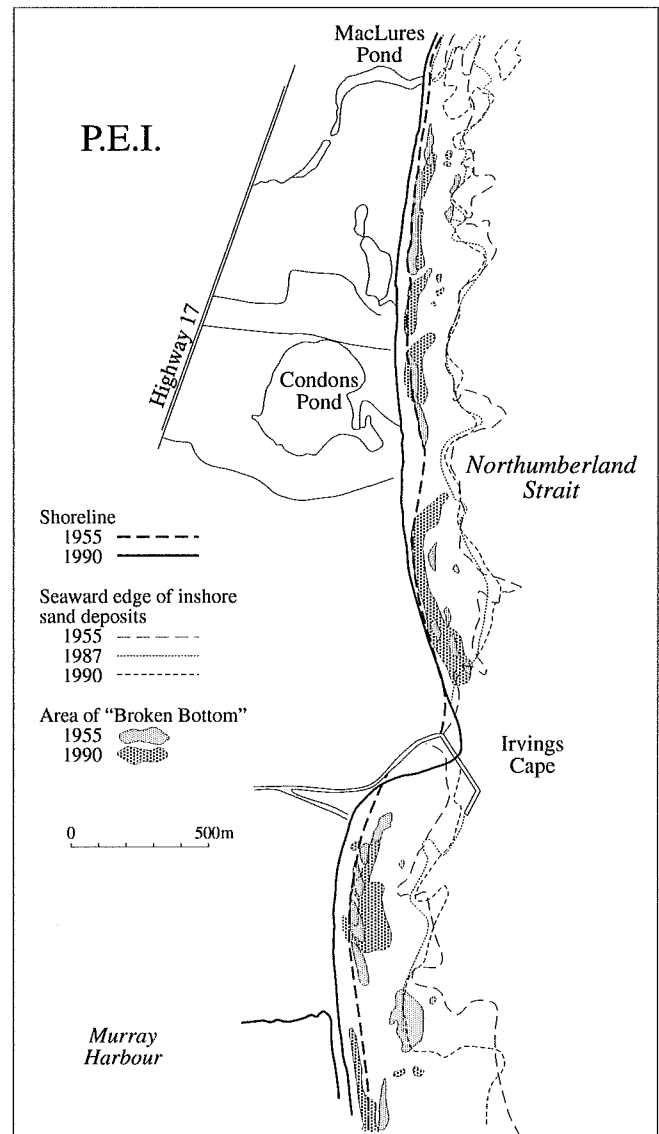 MacLures
Pond
P.E.I.
Highway 17
Condons
Pond
Northumberland
Strait
Shoreline
1955
1990
Seaward edge of inshore
sand deposits
1955
1987
1990
Area of "Broken Bottom"
1955
1990
0 500m
Irvings
Cape
Murray
Harbour